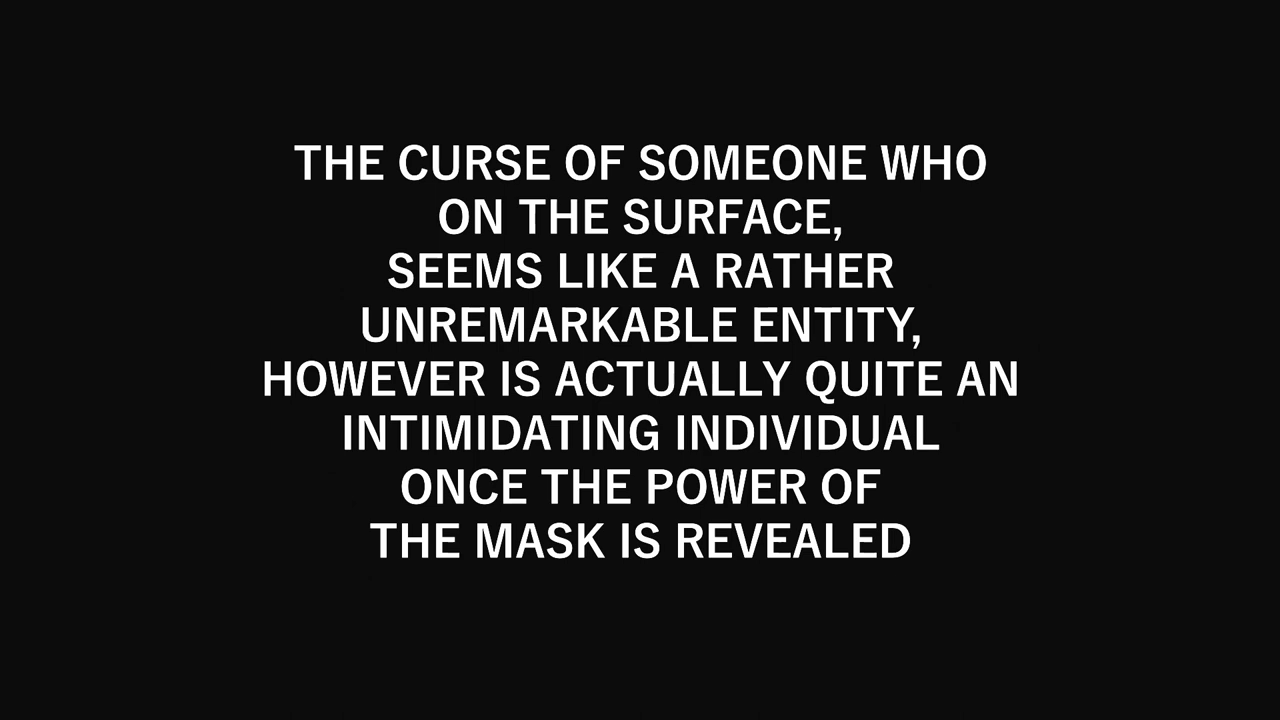 THE CURSE OF SOMEONE WHO
ON THE SURFACE,
SEEMS LIKE A RATHER
UNREMARKABLE ENTITY,
HOWEVER IS ACTUALLY QUITE AN
INTIMIDATING INDIVIDUAL
ONCE THE POWER OF
THE MASK IS REVEALED